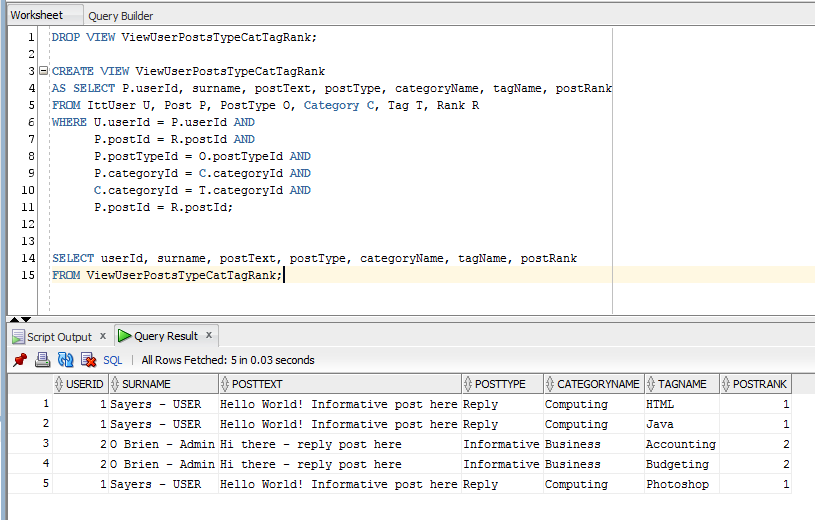 Worksheet Query Builder
1 DROP VIEW ViewUserPostsTypeCatTagRank;
2
3 CREATE VIEW ViewUserPostsTypeCatTagRank
4 AS SELECT P.userId, surname, postText, postType, categoryName, tagName, postRank
5 FROM IttUser U, Post P, PostType O, Category C, Tag T, Rank R
6 WHERE U.userId = P.userId AND
7 P.postId = R.postId AND
8 P.postTypeId = O.postTypeId AND
9 P.categoryId = C.categoryId AND
10 C.categoryId = T.categoryId AND
11 P.postId = R.postId;
12
13
14 SELECT userId, surname, postText, postType, categoryName, tagName, postRank
15 FROM ViewUserPostsTypeCatTagRank;
Script Output x Query Result x
SQL | All Rows Fetched: 5 in 0.03 seconds
USERID SURNAME POSTTEXT POSTTYPE CATEGORYNAME TAGNAME POSTRANK
1 1 Sayers - USER Hello World! Informative post here Reply Computing HTML 1
2 1 Sayers - USER Hello World! Informative post here Reply Computing Java 1
3 2 O Brien - Admin Hi there - reply post here Informative Business Accounting 2
4 2 O Brien - Admin Hi there - reply post here Informative Business Budgeting 2
5 1 Sayers - USER Hello World! Informative post here Reply Computing Photoshop 1